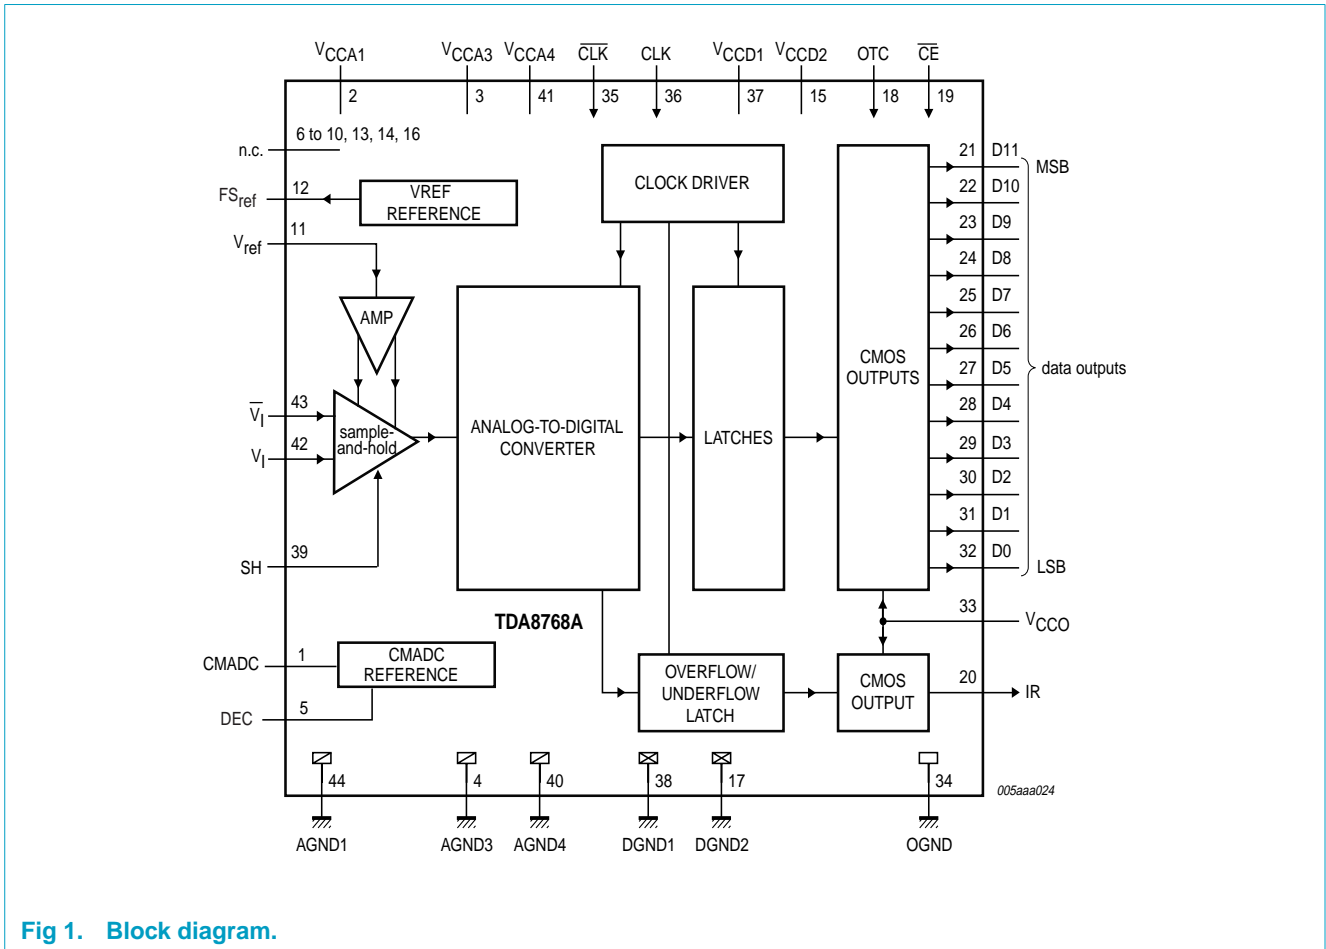 VCCA1 VCCA3 VCCA4 CLK CLK VCCD1 VCCD2 OTC CE
2 3 41 35 36 37 15 18 19
6 to 10, 13, 14, 16
n.c.
21 D11
MSB
CLOCK DRIVER
FSref
12
VREF
REFERENCE
22 D10
Vref
11
23 D9
24 D8
25 D7
AMP
26 D6
CMOS
OUTPUTS
27 D5
data outputs
V̅I
43
28 D4
sample-
and-hold
ANALOG-TO-DIGITAL
CONVERTER
LATCHES
VI
42
29 D3
30 D2
31 D1
SH
39
32 D0
LSB
TDA8768A
33
VCCO
CMADC
1
CMADC
REFERENCE
OVERFLOW/
UNDERFLOW
LATCH
CMOS
OUTPUT
20
IR
DEC
5
44 4 40 38 17 34
005aaa024
AGND1 AGND3 AGND4 DGND1 DGND2 OGND
Fig 1. Block diagram.